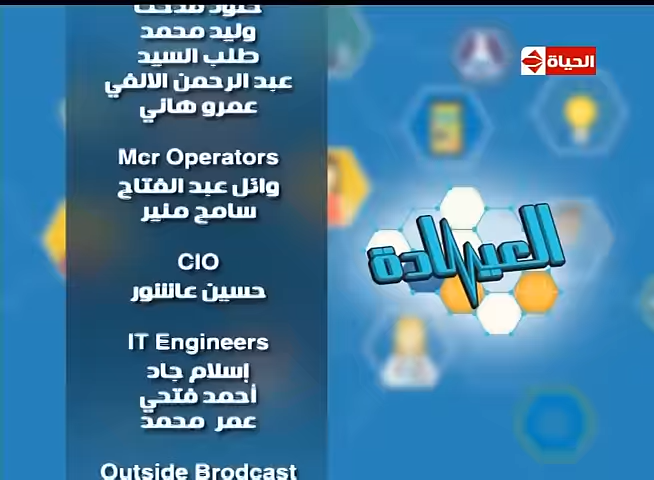 وليد محمد
طلب السيد
عبد الرحمن الالفي
عمرو هاني
Mcr Operators
وائل عبد الفتاح
سامح منير
CIO
حسين عاشور
IT Engineers
إسلام جاد
أحمد فتحي
عمر محمد
Outside Brodcast
الحياة
العيادة